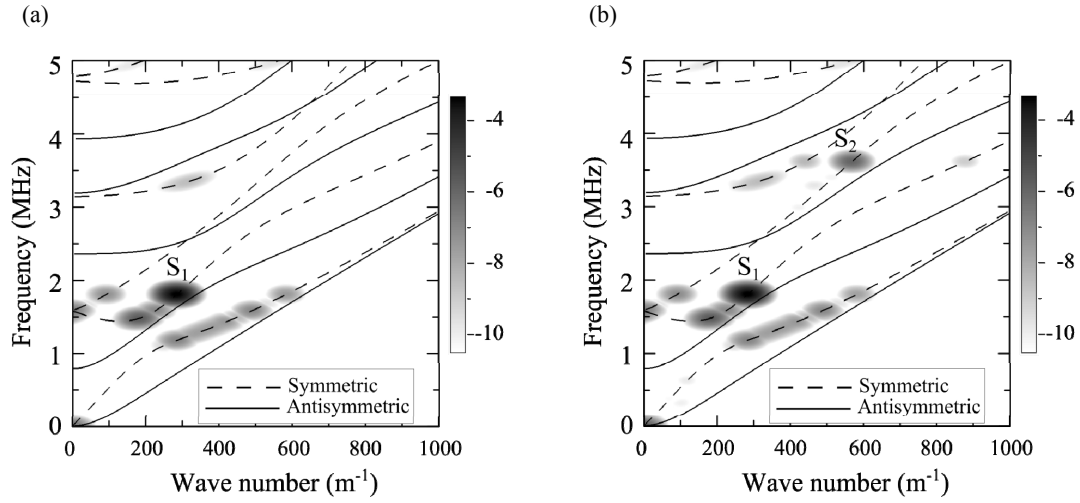 (a)
5
4
3
2
1
0
Frequency (MHz)
S1
Symmetric
Antisymmetric
0 200 400 600 800 1000
Wave number (m-1)
-4
-6
-8
-10
(b)
5
4
3
2
1
0
Frequency (MHz)
S2
S1
Symmetric
Antisymmetric
0 200 400 600 800 1000
Wave number (m-1)
-4
-6
-8
-10